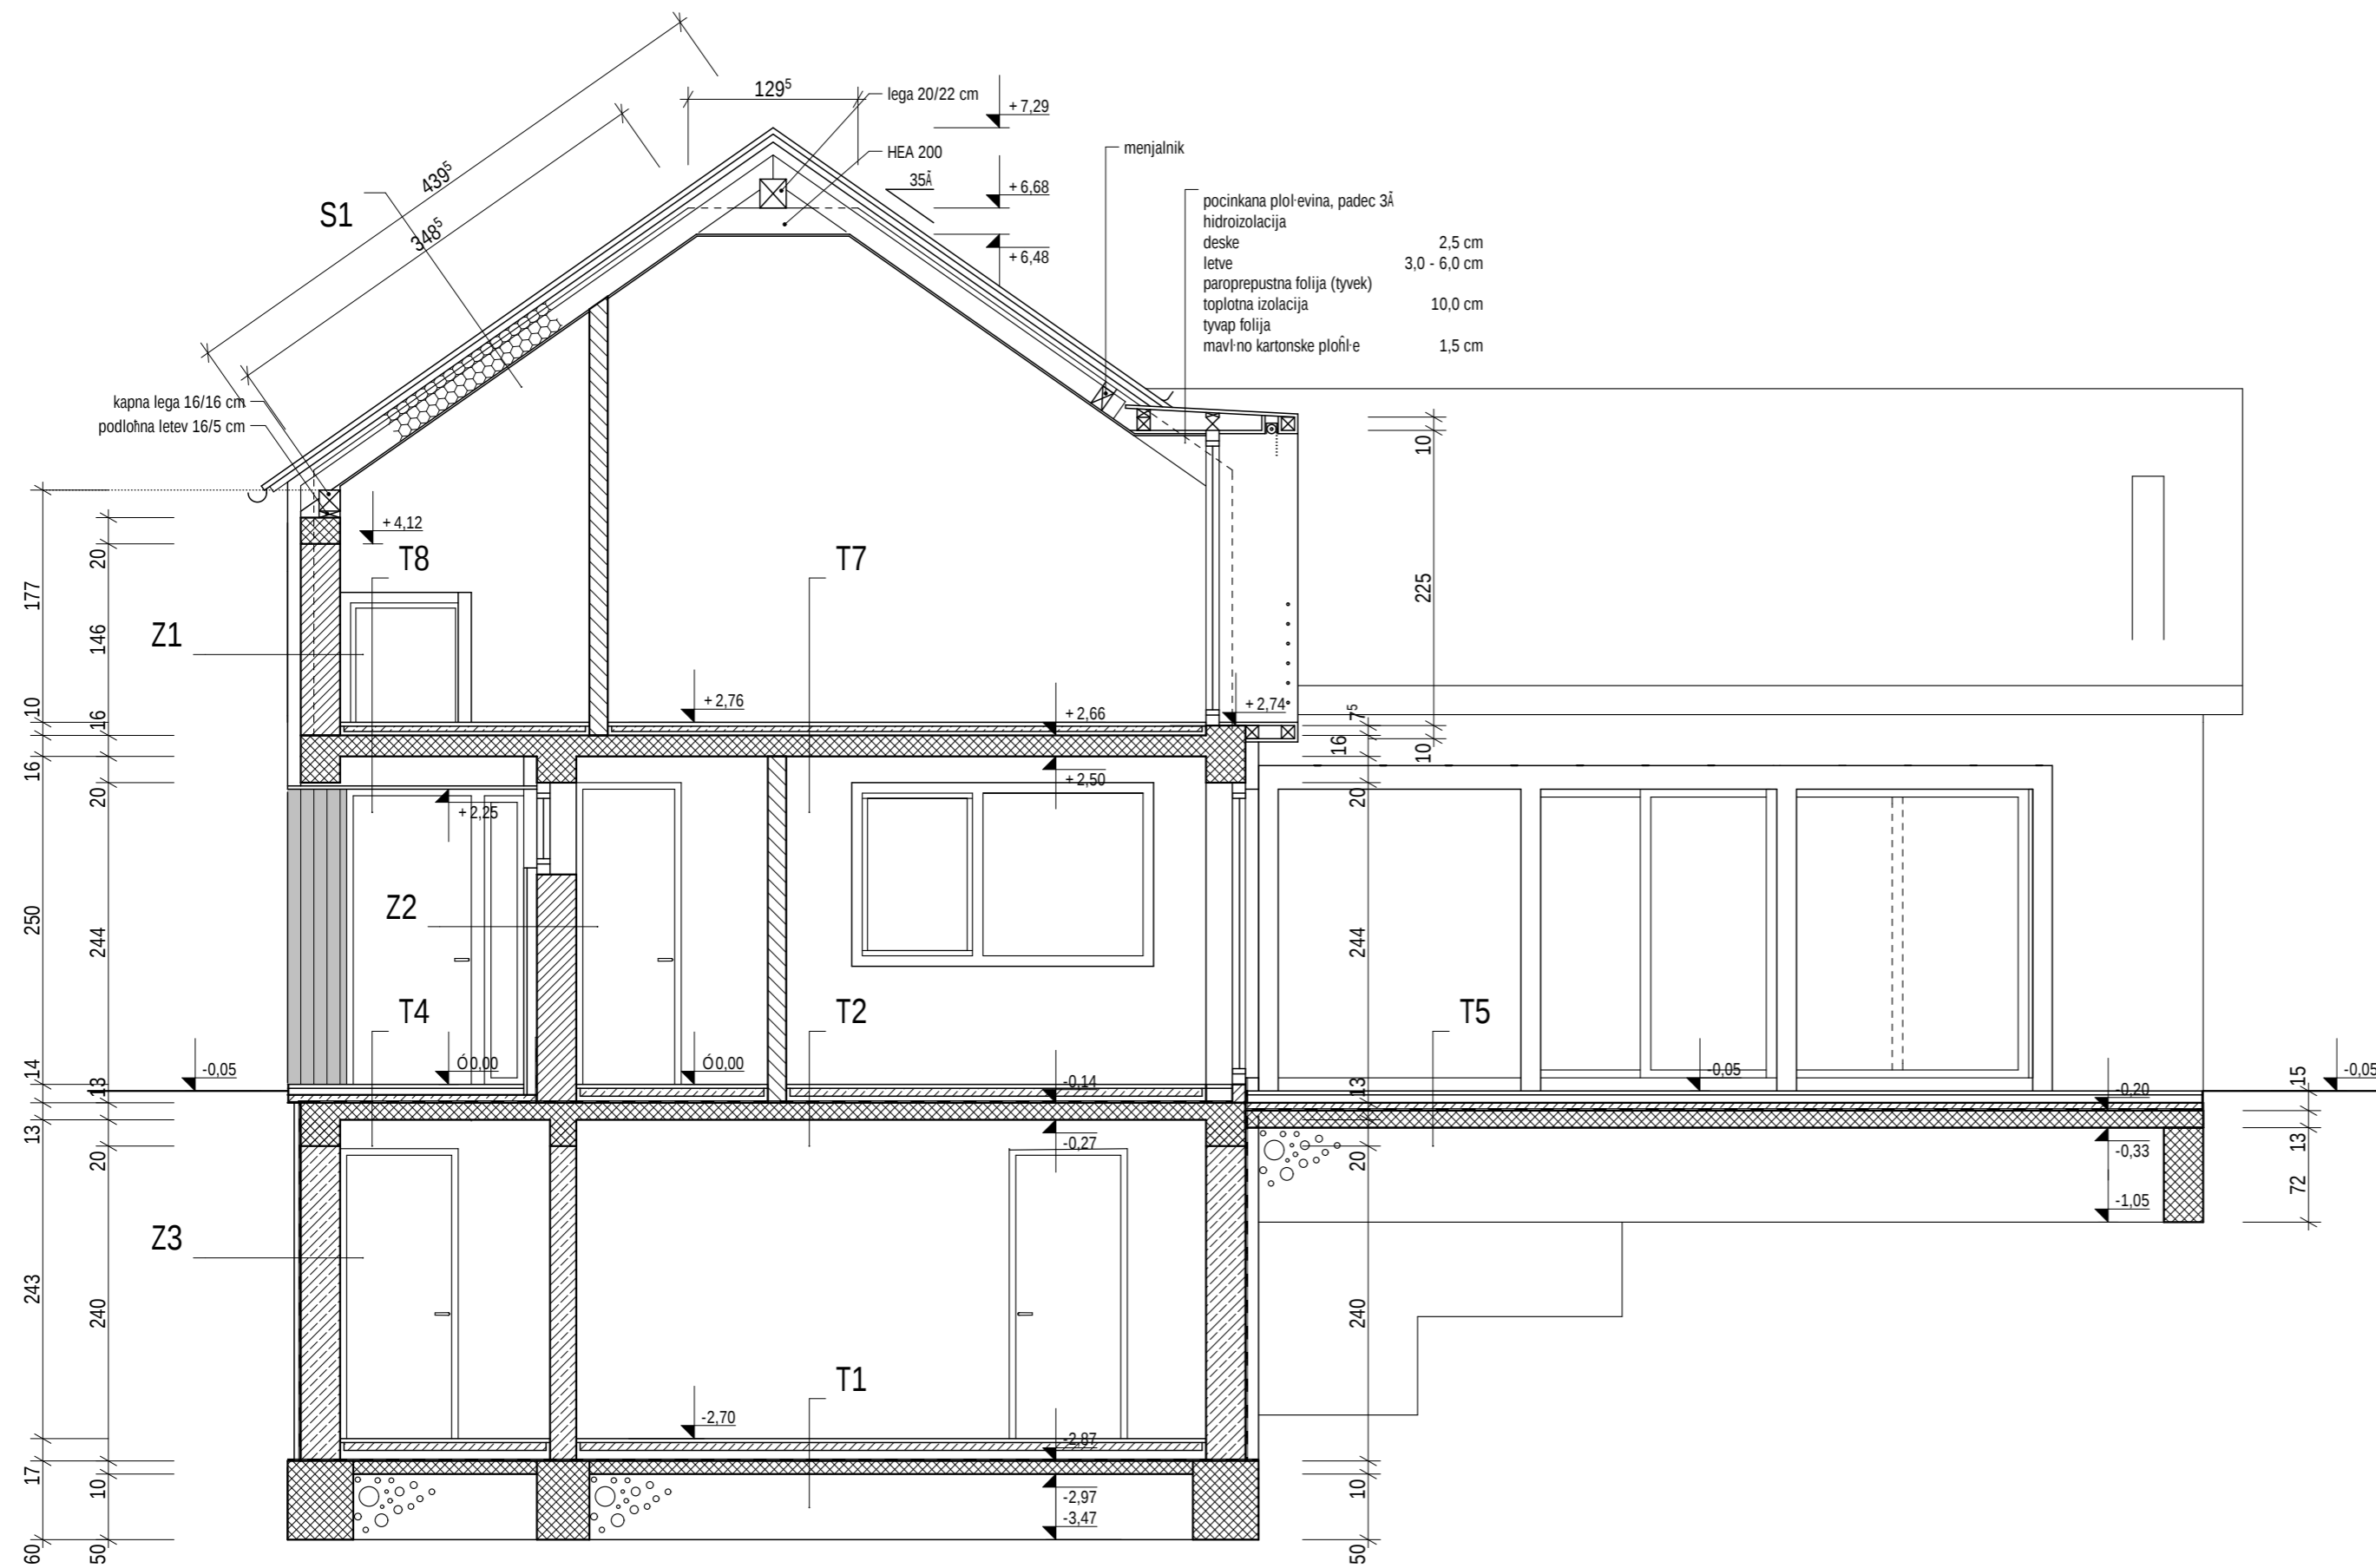 129⁵
lega 20/22 cm
+7,29
HEA 200
menjalnik
439⁵
35Ă
+6,68
S1
348⁵
+6,48
pocinkana plol·evina, padec 3Ă
hidroizolacija
deske 2,5 cm
letve 3,0 - 6,0 cm
paroprepustna folija (tyvek)
toplotna izolacija 10,0 cm
tyvap folija
mavl·no kartonske plohl·e 1,5 cm
kapna lega 16/16 cm
podlohna letev 16/5 cm
10
+4,12
T8
T7
20
177
225
146
Z1
10
16
+2,76
+2,66
+2,74
7⁵
16
10
16
20
+2,50
+2,25
20
250
244
Z2
244
T4
T2
T5
14
13
-0,05
Ó0,00
Ó0,00
-0,14
13
-0,05
-0,20
15
-0,05
13
20
-0,27
20
-0,33
13
-1,05
72
Z3
243
240
240
T1
-2,70
-2,87
17
10
-2,97
10
-3,47
60
50
50